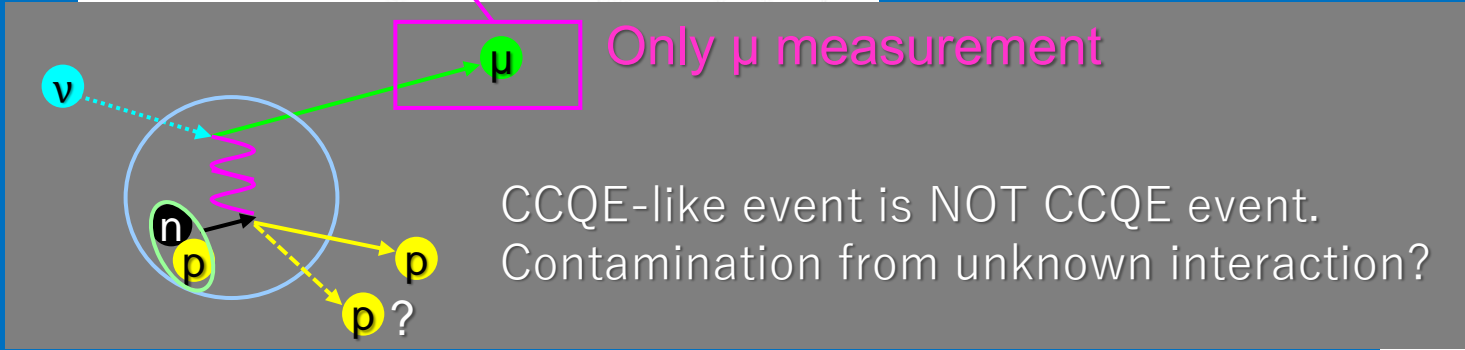 Only μ measurement
μ
ν
CCQE-like event is NOT CCQE event.
n
p
p
Contamination from unknown interaction?
p ?